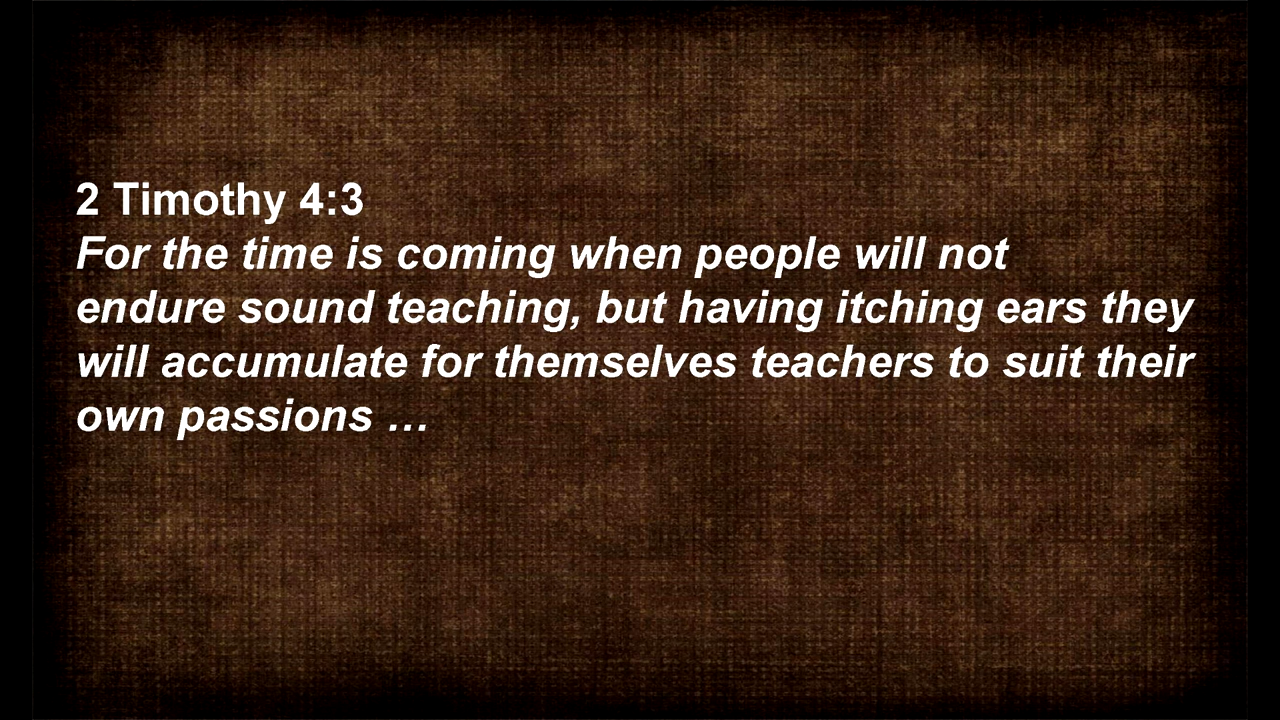 2 Timothy 4:3
For the time is coming when people will not
endure sound teaching, but having itching ears they
will accumulate for themselves teachers to suit their
own passions …